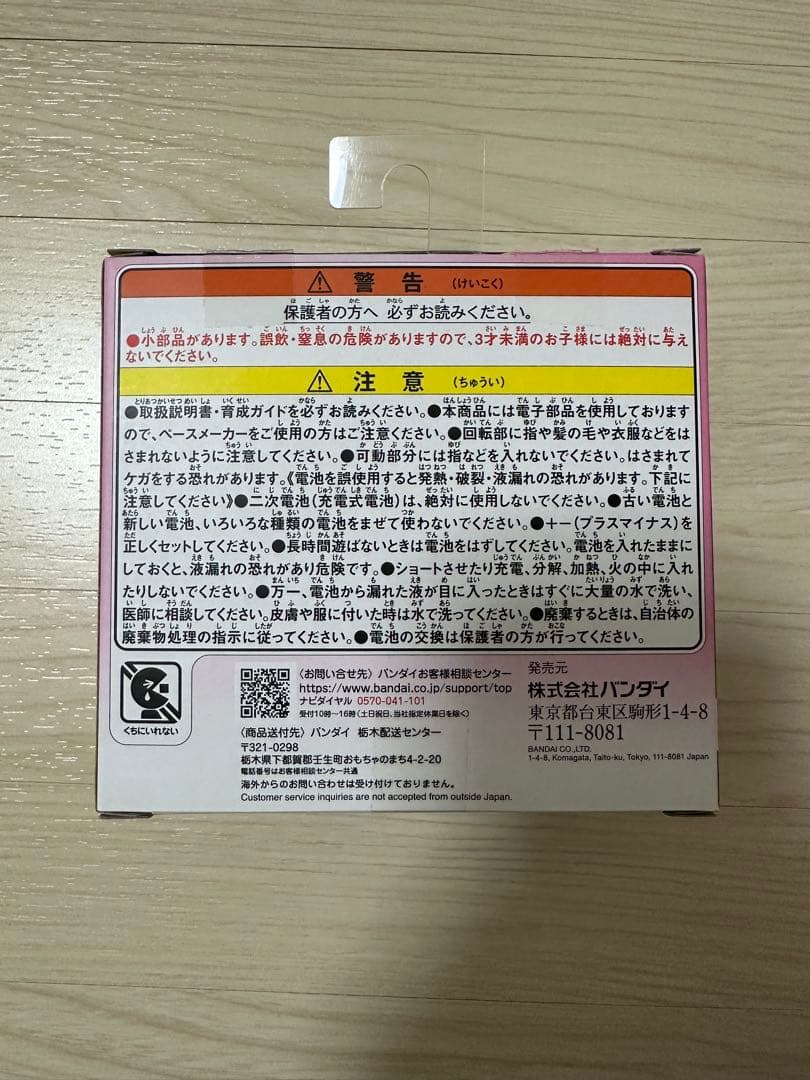 ⚠ 警告 (けいこく)
保護者の方へ 必ずお読みください。
●小部品があります。誤飲・窒息の危険がありますので、3才未満のお子様には絶対に与え
ないでください。
⚠ 注意 (ちゅうい)
●取扱説明書・育成ガイドを必ずお読みください。●本商品には電子部品を使用しております
ので、ペースメーカーをご使用の方はご注意ください。●回転部に指や髪の毛や衣服などをは
さまれないように注意してください。●可動部分には指などを入れないでください。はさまれて
ケガをする恐れがあります。《電池を誤使用すると発熱・破裂・液漏れの恐れがあります。下記に
注意してください》●二次電池(充電式電池)は、絶対に使用しないでください。●古い電池と
新しい電池、いろいろな種類の電池をまぜて使わないでください。●+−(プラスマイナス)を
正しくセットしてください。●長時間遊ばないときは電池をはずしてください。電池を入れたままに
しておくと、液漏れの恐れがあり危険です。●ショートさせたり充電、分解、加熱、火の中に入れ
たりしないでください。●万一、電池から漏れた液が目に入ったときはすぐに大量の水で洗い、
医師に相談してください。皮膚や服に付いた時は水で洗ってください。●廃棄するときは、自治体の
廃棄物処理の指示に従ってください。●電池の交換は保護者の方が行ってください。
くちにいれない
〈お問い合せ先〉バンダイお客様相談センター
https://www.bandai.co.jp/support/top
ナビダイヤル 0570-041-101
受付10時〜16時(土日祝日、当社指定休業日を除く)
〈商品送付先〉バンダイ 栃木配送センター
〒321-0298
栃木県下都賀郡壬生町おもちゃのまち4-2-20
電話番号はお客様相談センター共通
海外からのお問い合わせは受け付けておりません。
Customer service inquiries are not accepted from outside Japan.
発売元
株式会社バンダイ
東京都台東区駒形1-4-8
〒111-8081
BANDAI CO.,LTD.
1-4-8, Komagata, Taito-ku, Tokyo, 111-8081 Japan